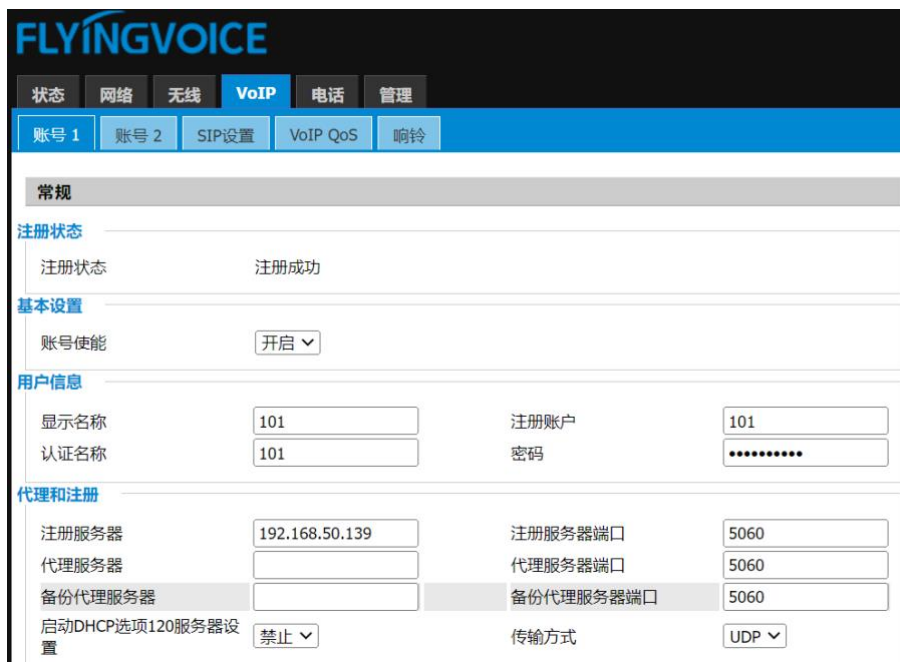 FLYINGVOICE
状态 网络 无线 VoIP 电话 管理
账号 1 账号 2 SIP设置 VoIP QoS 响铃
常规
注册状态
注册状态 注册成功
基本设置
账号使能 开启
用户信息
显示名称 101 注册账户 101
认证名称 101 密码 ••••••••••
代理和注册
注册服务器 192.168.50.139 注册服务器端口 5060
代理服务器 代理服务器端口 5060
备份代理服务器 备份代理服务器端口 5060
启动DHCP选项120服务器设
置 禁止 传输方式 UDP